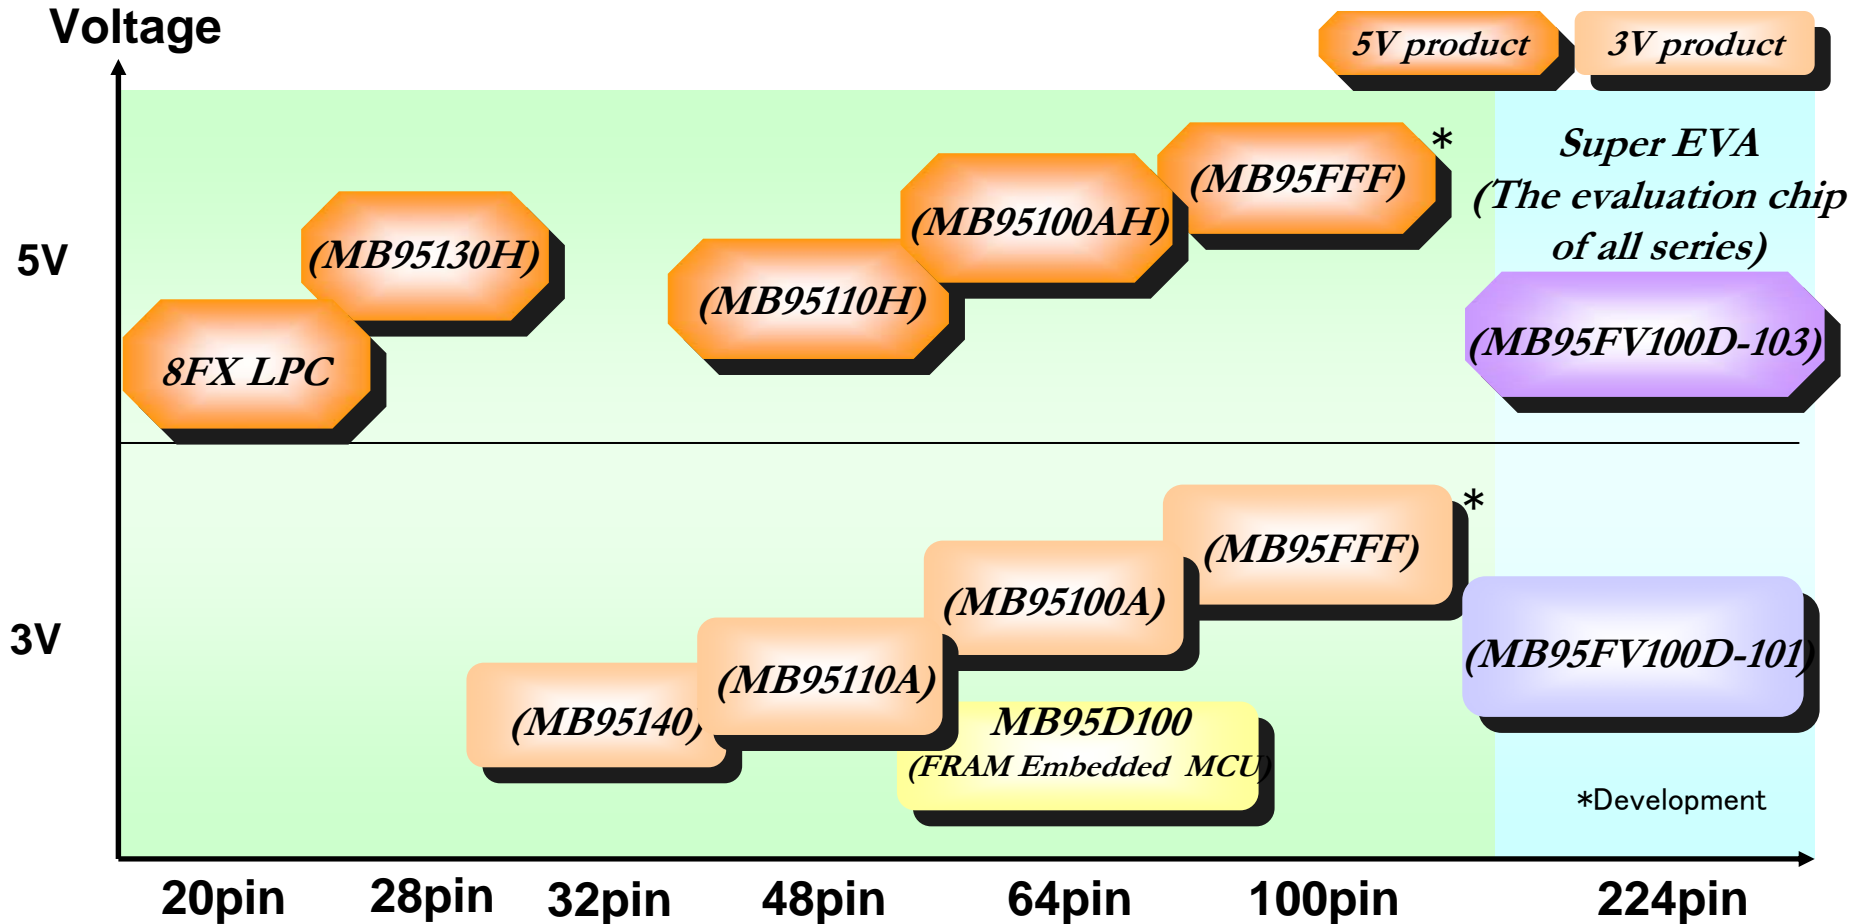 Voltage
5V product
3V product
Super EVA
(The evaluation chip
of all series)
(MB95FFF)
*
(MB95100AH)
(MB95130H)
5V
(MB95110H)
(MB95FV100D-103)
8FX LPC
(MB95FFF)
*
(MB95100A)
3V
(MB95FV100D-101)
(MB95110A)
(MB95140)
MB95D100
(FRAM Embedded MCU)
*Development
20pin
28pin
32pin
48pin
64pin
100pin
224pin